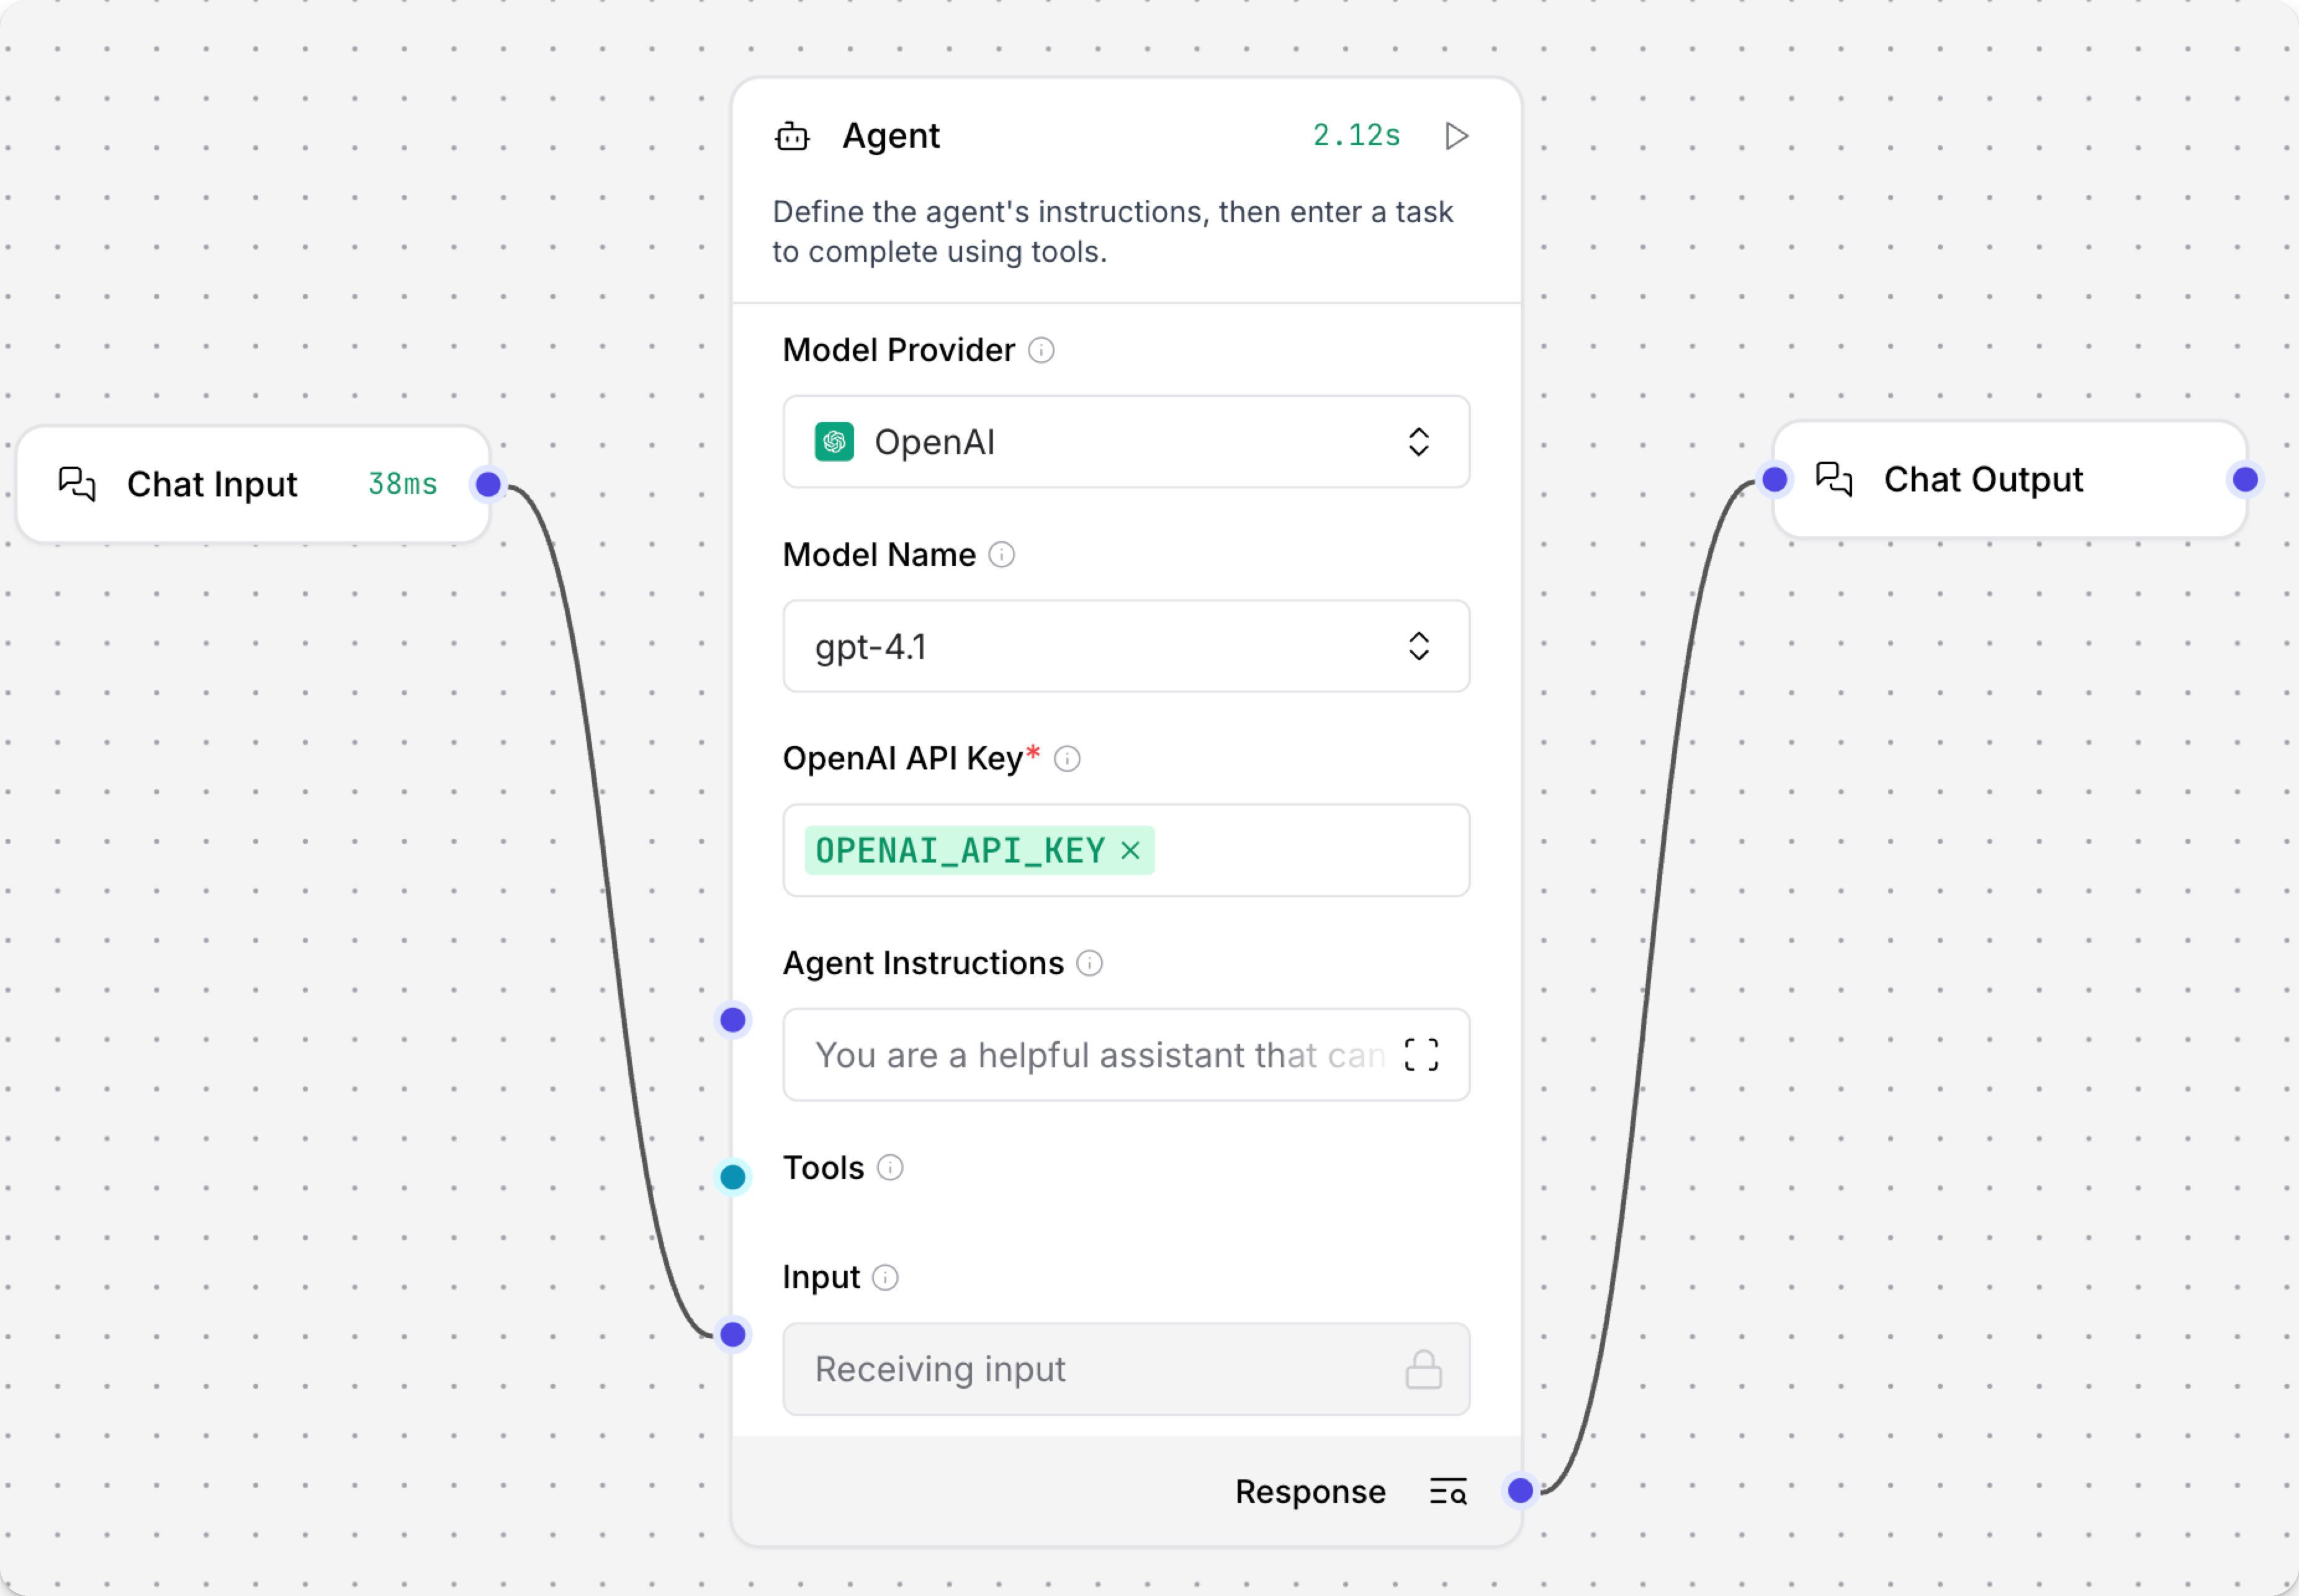 Chat Input
38ms
Agent
2.12s
Define the agent's instructions, then enter a task
to complete using tools.
Model Provider
OpenAI
Model Name
gpt-4.1
OpenAI API Key*
OPENAI_API_KEY
Agent Instructions
You are a helpful assistant that can
Tools
Input
Receiving input
Response
Chat Output